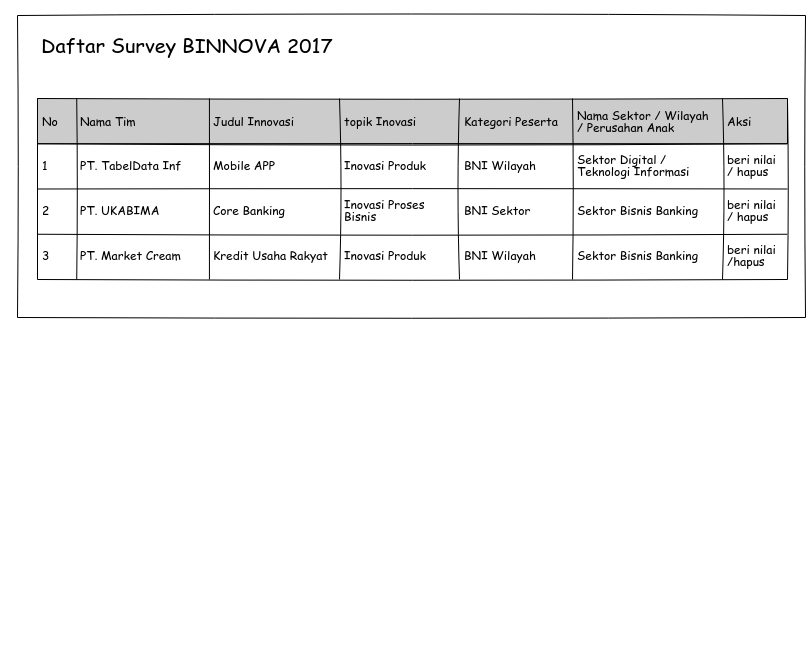 Daftar Survey BINNOVA 2017
No Nama Tim Judul Innovasi topik Inovasi Kategori Peserta Nama Sektor / Wilayah / Perusahan Anak Aksi
1 PT. TabelData Inf Mobile APP Inovasi Produk BNI Wilayah Sektor Digital / Teknologi Informasi beri nilai / hapus
2 PT. UKABIMA Core Banking Inovasi Proses Bisnis BNI Sektor Sektor Bisnis Banking beri nilai / hapus
3 PT. Market Cream Kredit Usaha Rakyat Inovasi Produk BNI Wilayah Sektor Bisnis Banking beri nilai /hapus